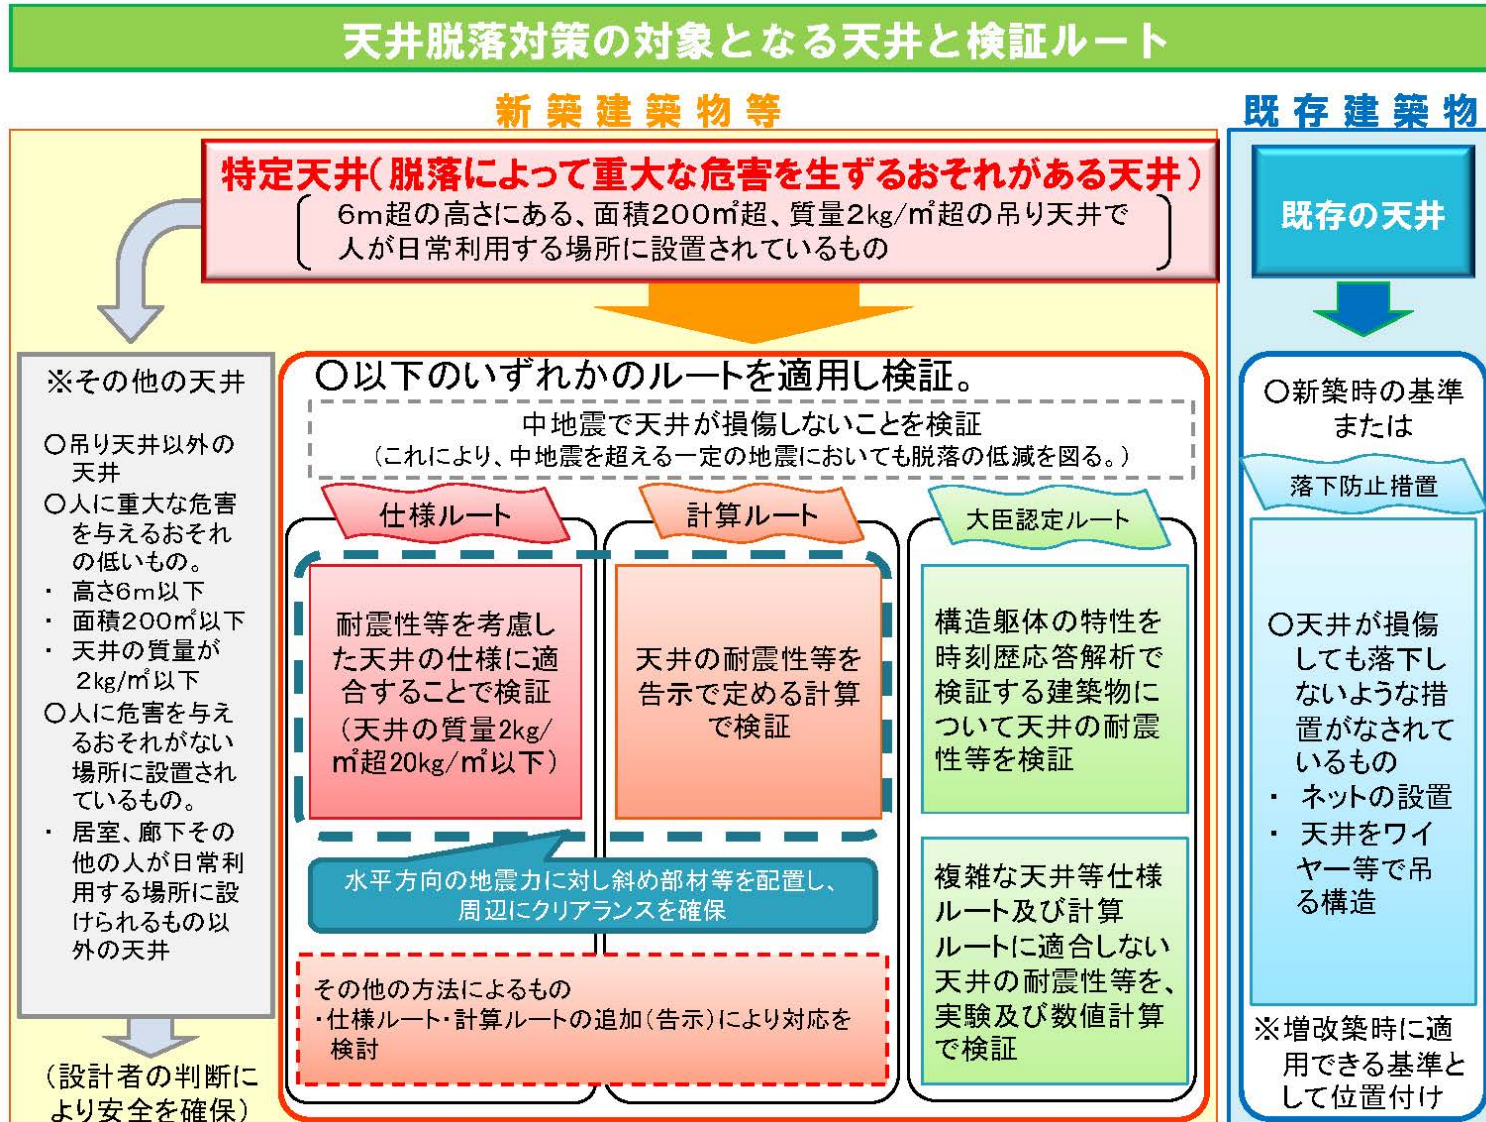 天井脱落対策の対象となる天井と検証ルート
新築建築物等
特定天井(脱落によって重大な危害を生ずるおそれがある天井)
6m超の高さにある、面積200㎡超、質量2kg/㎡超の吊り天井で
人が日常利用する場所に設置されているもの
※その他の天井
○吊り天井以外の
天井
○人に重大な危害
を与えるおそれ
の低いもの。
・ 高さ6m以下
・ 面積200㎡以下
・ 天井の質量が
2kg/㎡以下
○人に危害を与え
るおそれがない
場所に設置され
ているもの。
・ 居室、廊下その
他の人が日常利
用する場所に設
けられるもの以
外の天井
(設計者の判断に
より安全を確保)
○以下のいずれかのルートを適用し検証。
中地震で天井が損傷しないことを検証
(これにより、中地震を超える一定の地震においても脱落の低減を図る。)
仕様ルート
耐震性等を考慮し
た天井の仕様に適
合することで検証
(天井の質量2kg/
㎡超20kg/㎡以下)
計算ルート
天井の耐震性等を
告示で定める計算
で検証
水平方向の地震力に対し斜め部材等を配置し、
周辺にクリアランスを確保
その他の方法によるもの
・仕様ルート・計算ルートの追加(告示)により対応を
検討
大臣認定ルート
構造躯体の特性を
時刻歴応答解析で
検証する建築物に
ついて天井の耐震
性等を検証
複雑な天井等仕様
ルート及び計算
ルートに適合しない
天井の耐震性等を、
実験及び数値計算
で検証
既存建築物
既存の天井
○新築時の基準
または
落下防止措置
○天井が損傷
しても落下し
ないような措
置がなされて
いるもの
・ ネットの設置
・ 天井をワイ
ヤー等で吊
る構造
※増改築時に適
用できる基準と
して位置付け